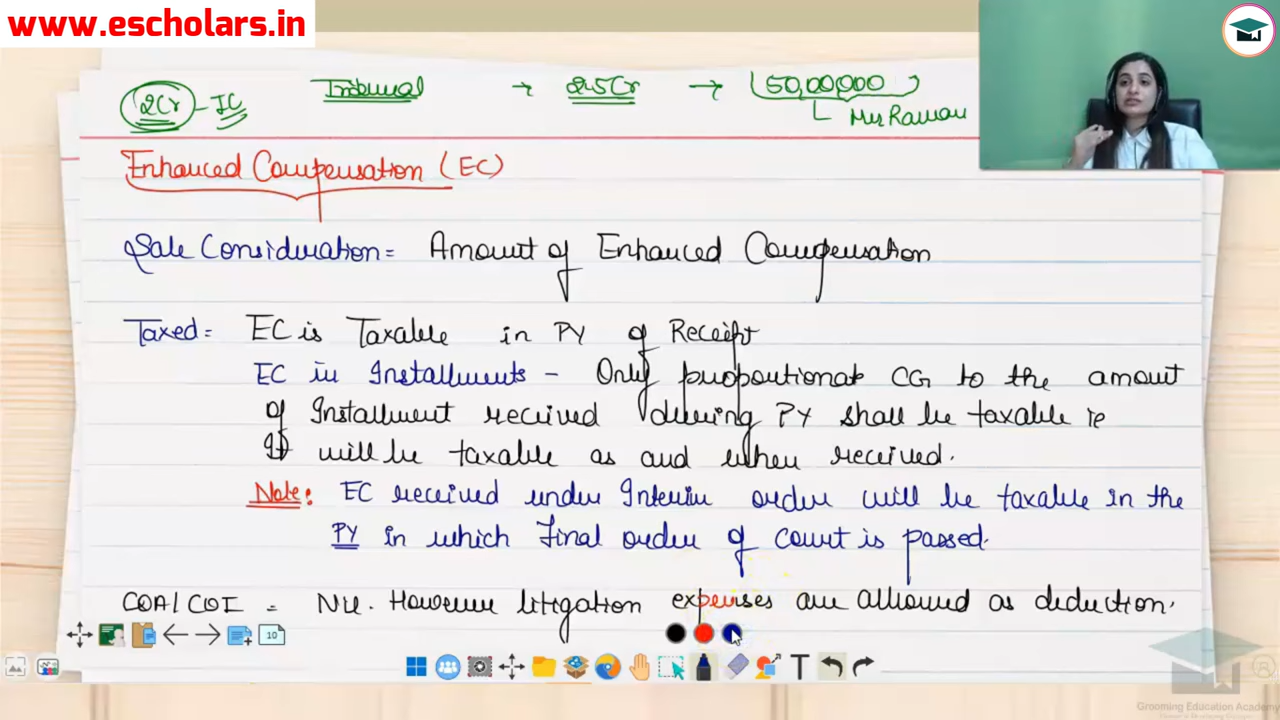 www.escholars.in
2Cr - IC Tribunal → 2.5Cr → 50,00,000
Mrs Raman
Enhanced Compensation (EC)
Sale Consideration = Amount of Enhanced Compensation
Taxed = EC is Taxable in PY of Receipt
EC in Installments - Only proportionate CG to the amount
of Installment received during PY shall be taxable ie
It will be taxable as and when received.
Note: EC received under Interim order will be taxable in the
PY in which Final order of court is passed.
COA/COI = NIL. However litigation expenses are allowed as deduction.
10
T
Grooming Education Academy